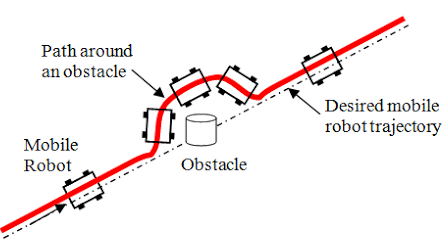 Path around
an obstacle
Desired mobile
robot trajectory
Mobile
Robot
Obstacle